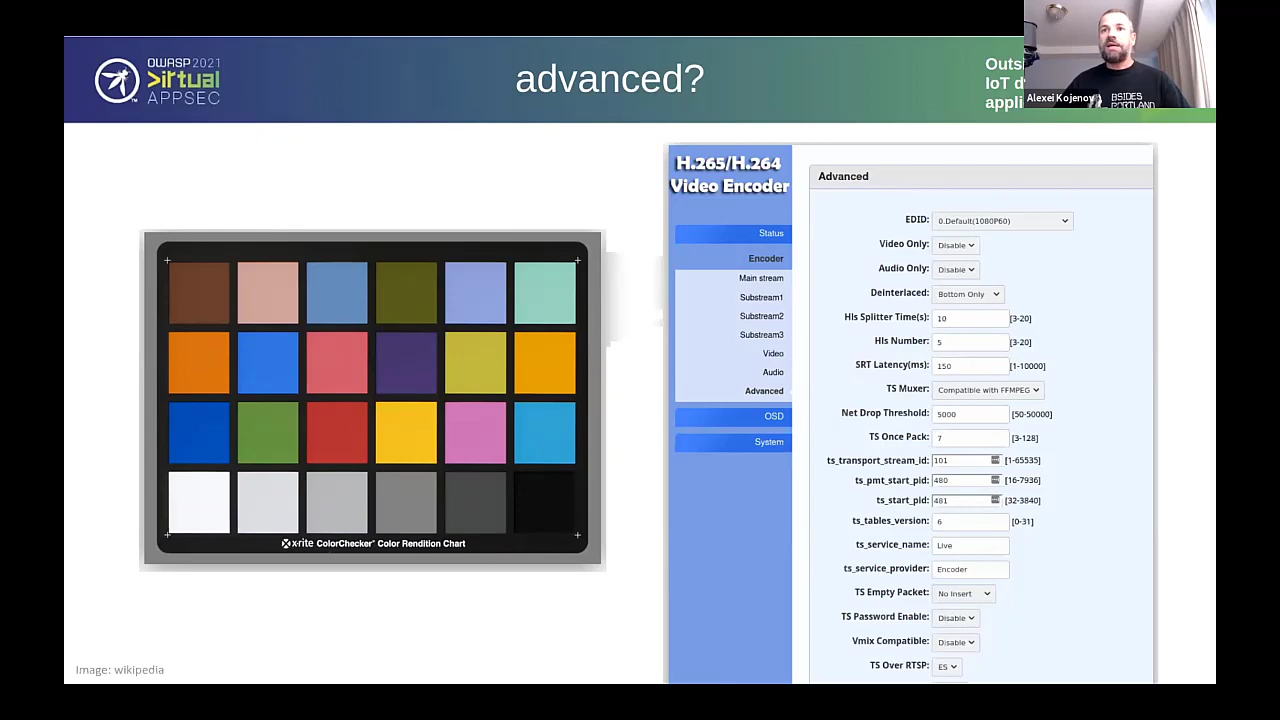 OWASP 2021
>irtual
APPSEC
advanced?
IoT
Alexei Kojenov
BSIDES
PORTLAND
H.265/H.264
Video Encoder
Status
Encoder
Main stream
Substream1
Substream2
Substream3
Video
Audio
Advanced
OSD
System
Advanced
EDID: 0.Default(1080P60)
Video Only: Disable
Audio Only: Disable
Deinterlaced: Bottom Only
Hls Splitter Time(s): 10 [3-20]
Hls Number: 5 [3-20]
SRT Latency(ms): 150 [1-10000]
TS Muxer: Compatible with FFMPEG
Net Drop Threshold: 5000 [50-50000]
TS Once Pack: 7 [3-128]
ts_transport_stream_id: 101 [1-65535]
ts_pmt_start_pid: 480 [16-7936]
ts_start_pid: 481 [32-3840]
ts_tables_version: 6 [0-31]
ts_service_name: Live
ts_service_provider: Encoder
TS Empty Packet: No Insert
TS Password Enable: Disable
Vmix Compatible: Disable
TS Over RTSP: ES
x-rite ColorChecker® Color Rendition Chart
Image: wikipedia